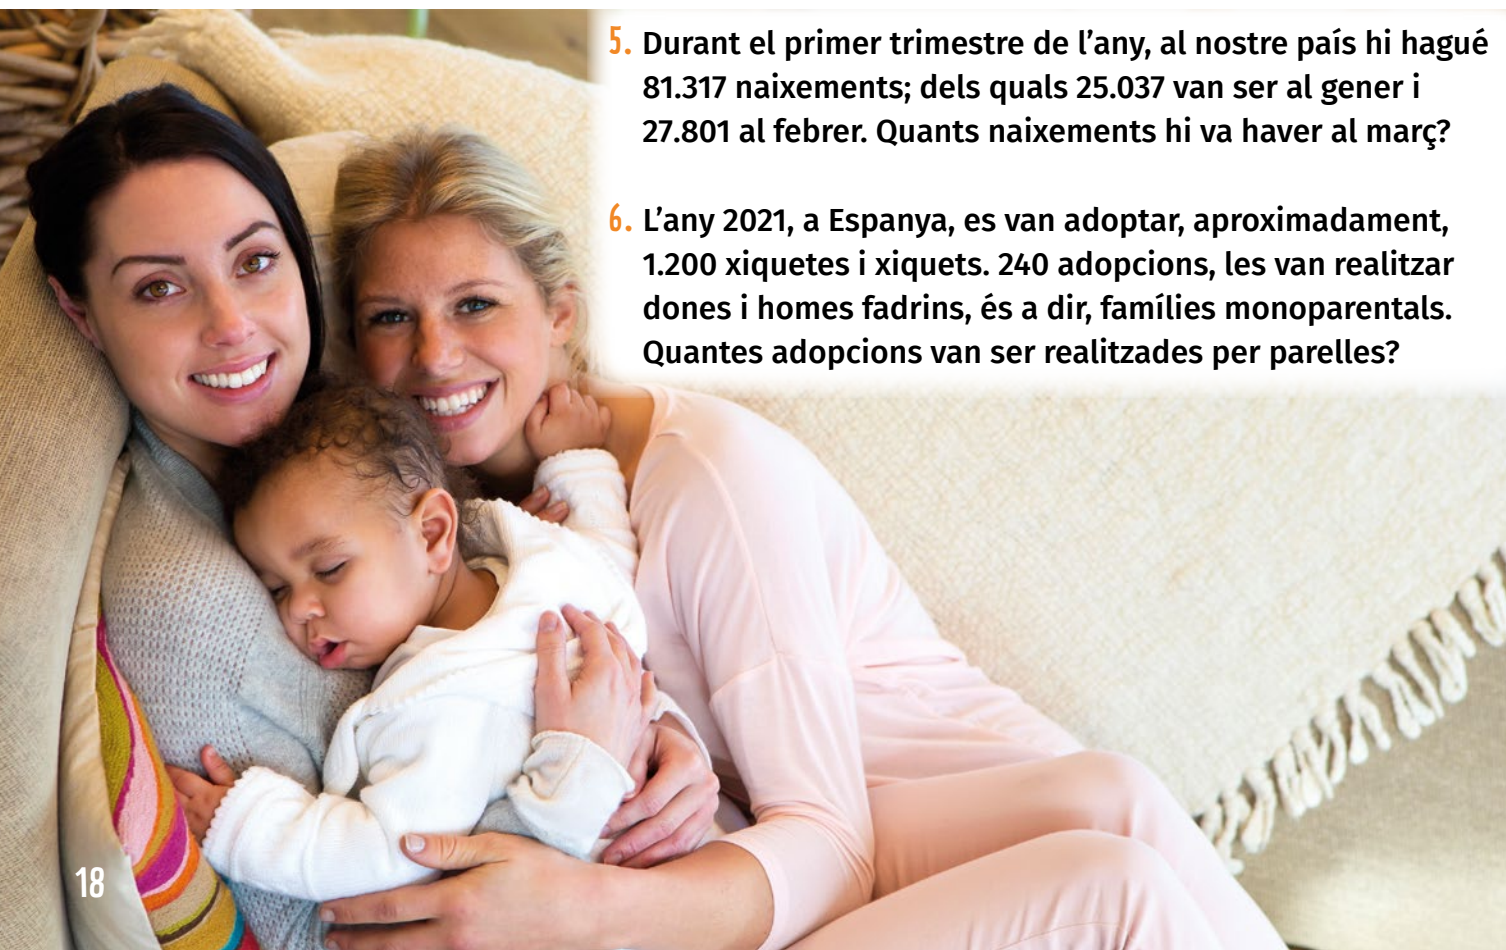 5. Durant el primer trimestre de l’any, al nostre país hi hagué
81.317 naixements; dels quals 25.037 van ser al gener i
27.801 al febrer. Quants naixements hi va haver al març?
6. L’any 2021, a Espanya, es van adoptar, aproximadament,
1.200 xiquetes i xiquets. 240 adopcions, les van realitzar
dones i homes fadrins, és a dir, famílies monoparentals.
Quantes adopcions van ser realitzades per parelles?
18